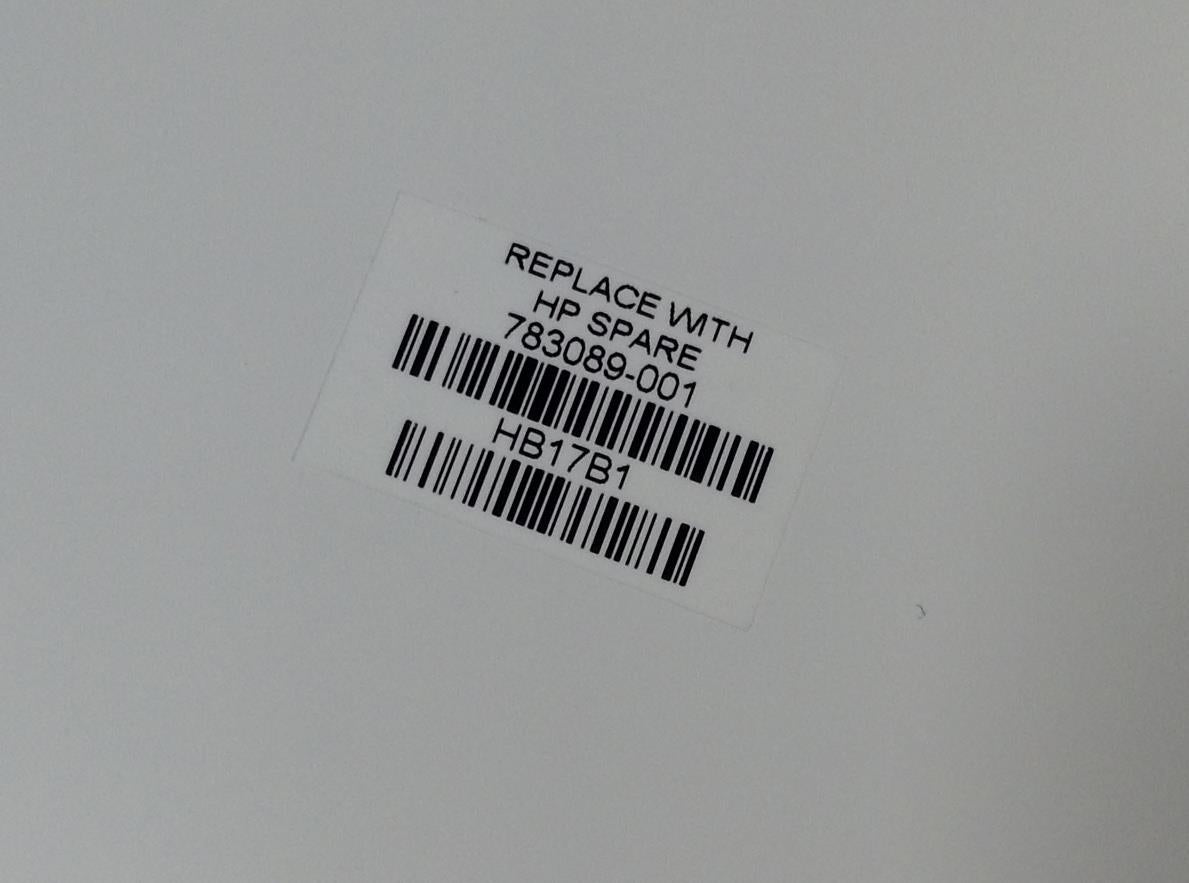 REPLACE WITH
HP SPARE
783089-001
HB17B1